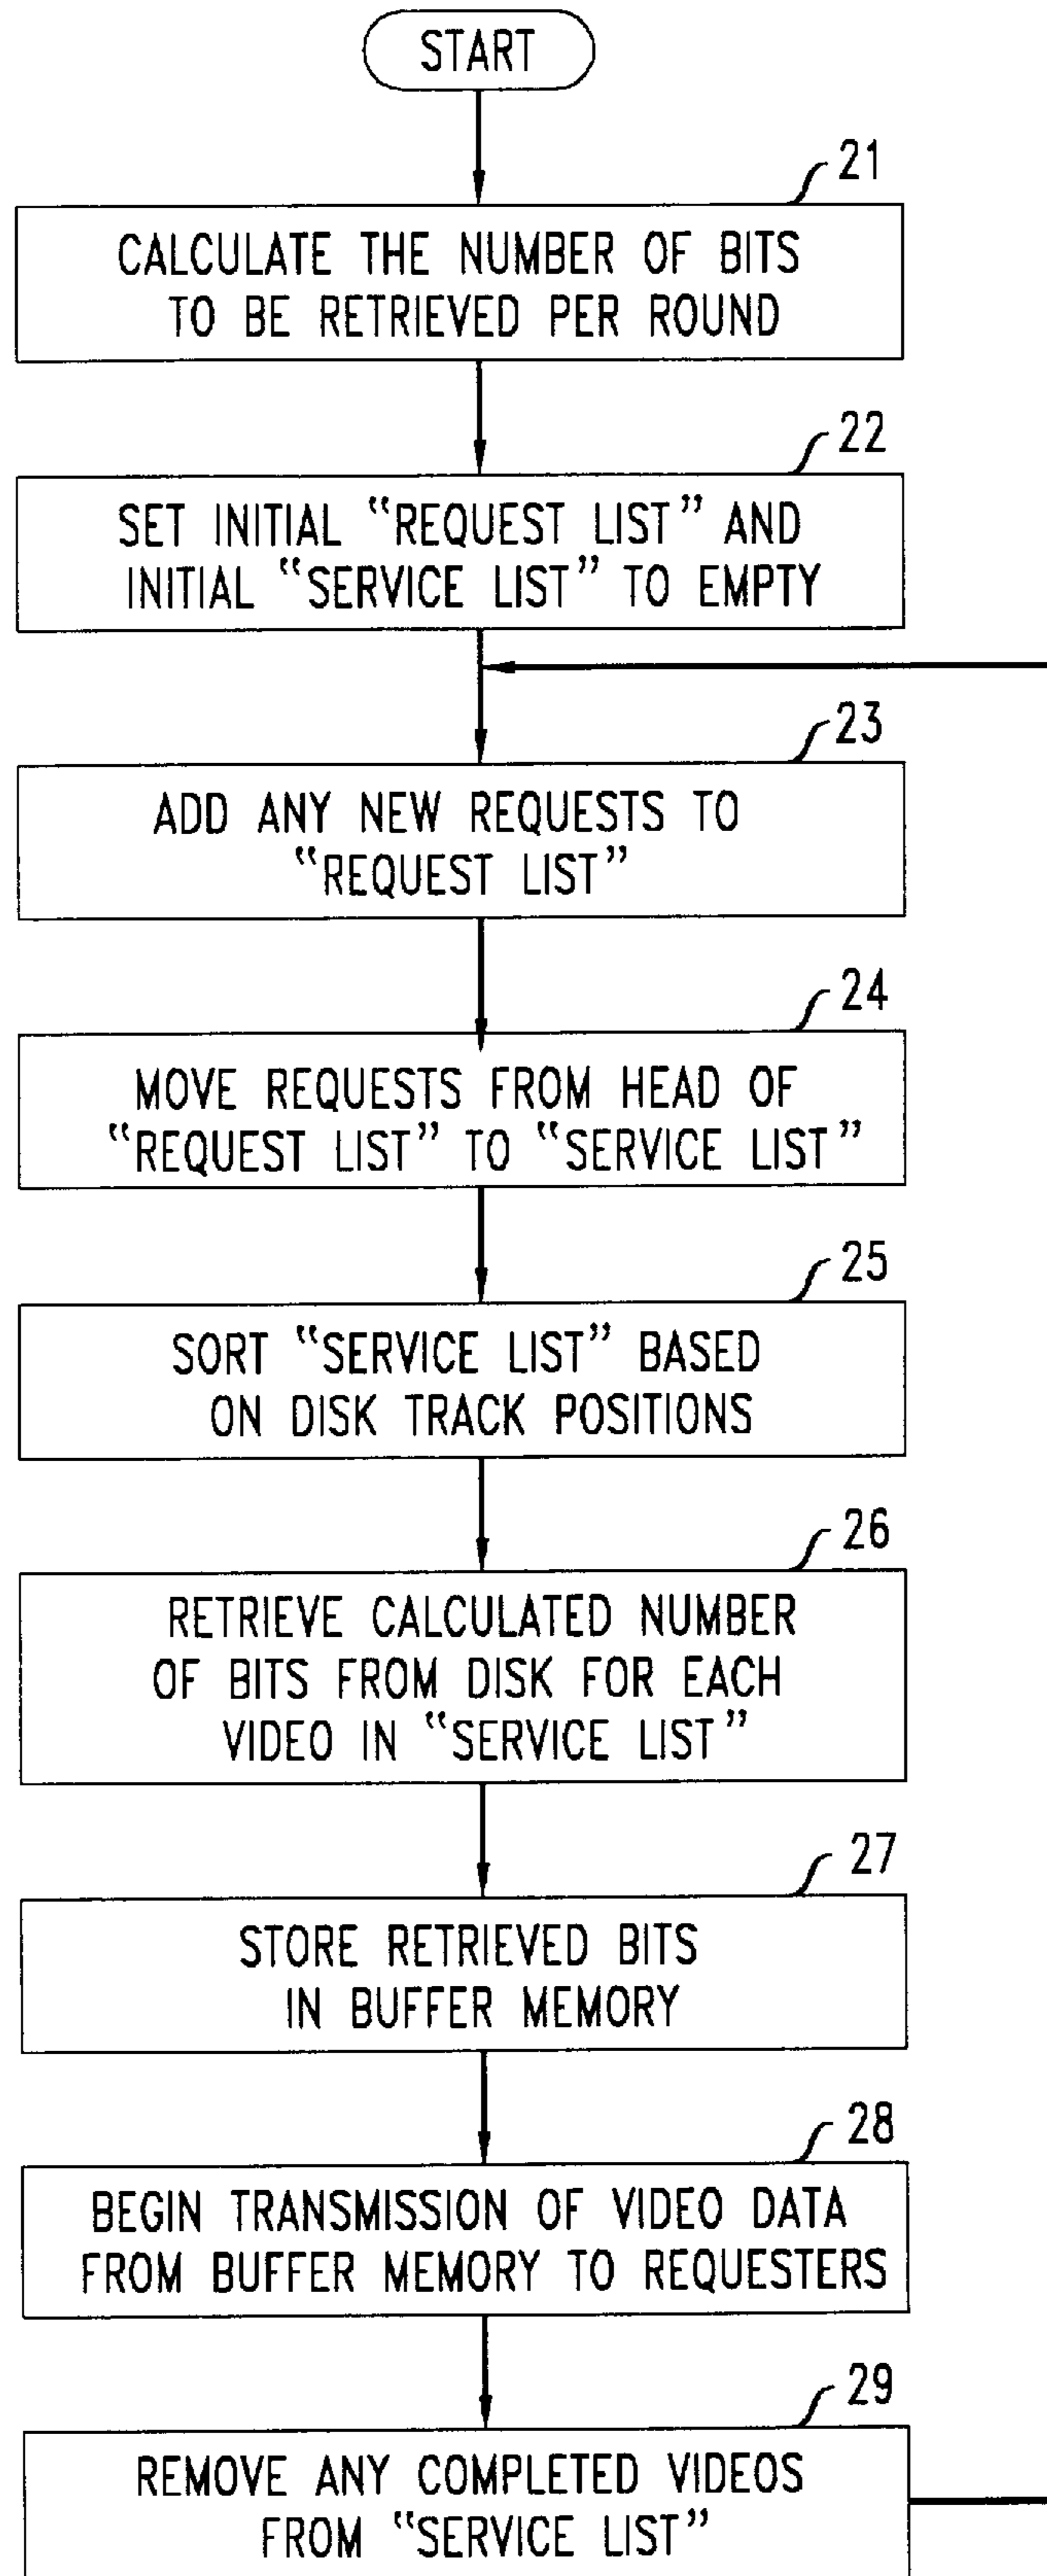 START
21
CALCULATE THE NUMBER OF BITS
TO BE RETRIEVED PER ROUND
22
SET INITIAL “REQUEST LIST” AND
INITIAL “SERVICE LIST” TO EMPTY
23
ADD ANY NEW REQUESTS TO
“REQUEST LIST”
24
MOVE REQUESTS FROM HEAD OF
“REQUEST LIST” TO “SERVICE LIST”
25
SORT “SERVICE LIST” BASED
ON DISK TRACK POSITIONS
26
RETRIEVE CALCULATED NUMBER
OF BITS FROM DISK FOR EACH
VIDEO IN “SERVICE LIST”
27
STORE RETRIEVED BITS
IN BUFFER MEMORY
28
BEGIN TRANSMISSION OF VIDEO DATA
FROM BUFFER MEMORY TO REQUESTERS
29
REMOVE ANY COMPLETED VIDEOS
FROM “SERVICE LIST”